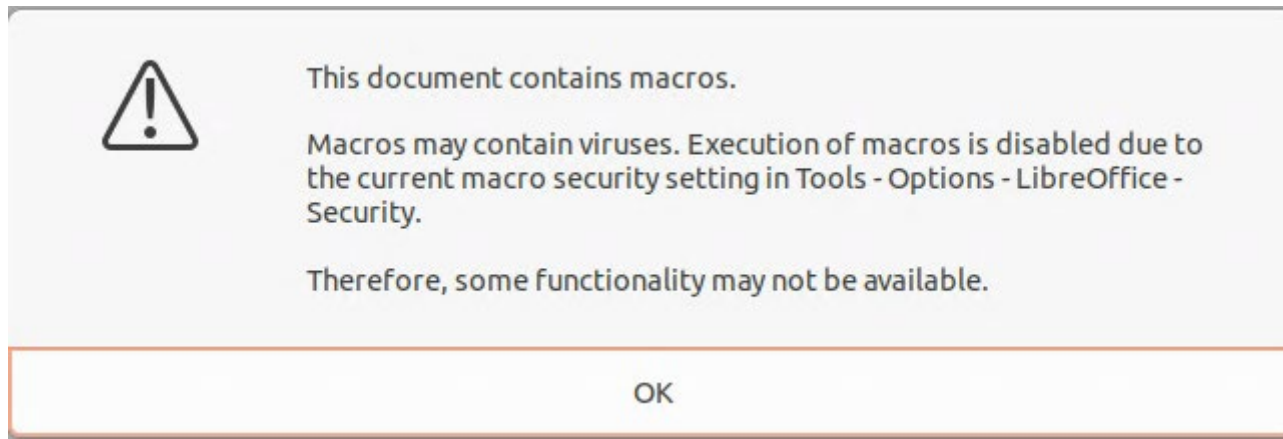 This document contains macros.
Macros may contain viruses. Execution of macros is disabled due to
the current macro security setting in Tools - Options - LibreOffice -
Security.
Therefore, some functionality may not be available.
OK